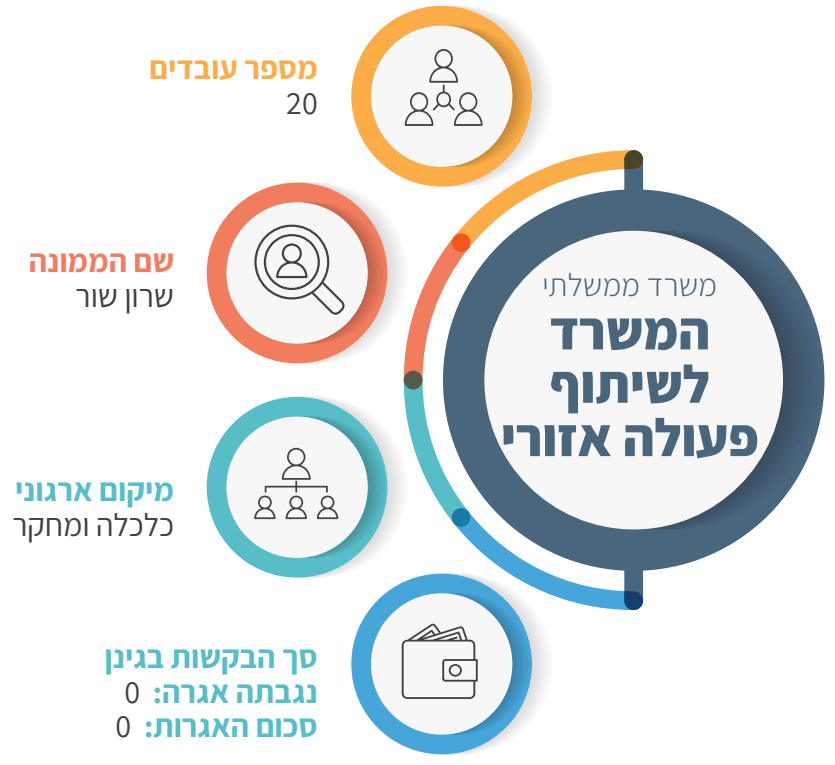 משרד ממשלתי
המשרד
לשיתוף
פעולה אזורי
מספר עובדים
20
שם הממונה
שרון שור
מיקום ארגוני
כלכלה ומחקר
סך הבקשות בגינן
נגבתה אגרה: 0
סכום האגרות: 0